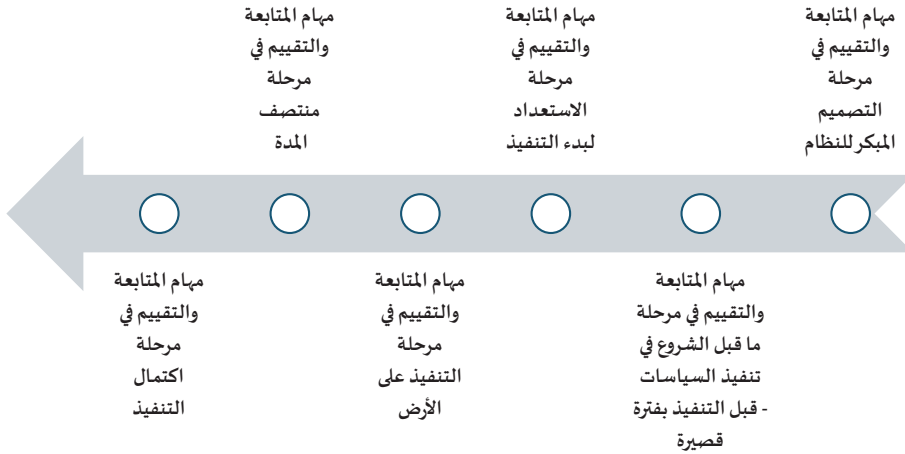 مهام المتابعة
والتقييم في
مرحلة
التصميم
المبكر للنظام
مهام المتابعة
والتقييم في مرحلة
ما قبل الشروع في
تنفيذ السياسات
- قبل التنفيذ بفترة
قصيرة
مهام المتابعة
والتقييم في
مرحلة
الاستعداد
لبدء التنفيذ
مهام المتابعة
والتقييم في
مرحلة
التنفيذ على
الأرض
مهام المتابعة
والتقييم في
مرحلة
منتصف
المدة
مهام المتابعة
والتقييم في
مرحلة
اكتمال
التنفيذ